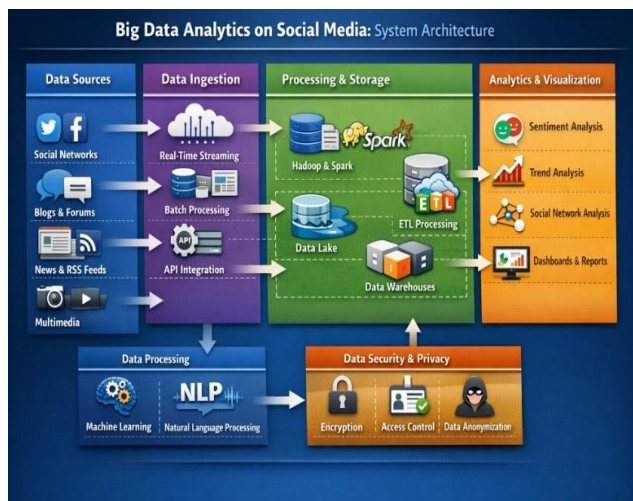 Big Data Analytics on Social Media: System Architecture
Data Sources
Social Networks
Blogs & Forums
News & RSS Feeds
Multimedia
Data Ingestion
Real-Time Streaming
Batch Processing
API
API Integration
Processing & Storage
Spark
Hadoop & Spark
ETL
ETL Processing
Data Lake
Data Warehouses
Analytics & Visualization
Sentiment Analysis
Trend Analysis
Social Network Analysis
Dashboards & Reports
Data Processing
Machine Learning
NLP
Natural Language Processing
Data Security & Privacy
Encryption
Access Control
Data Anonymization